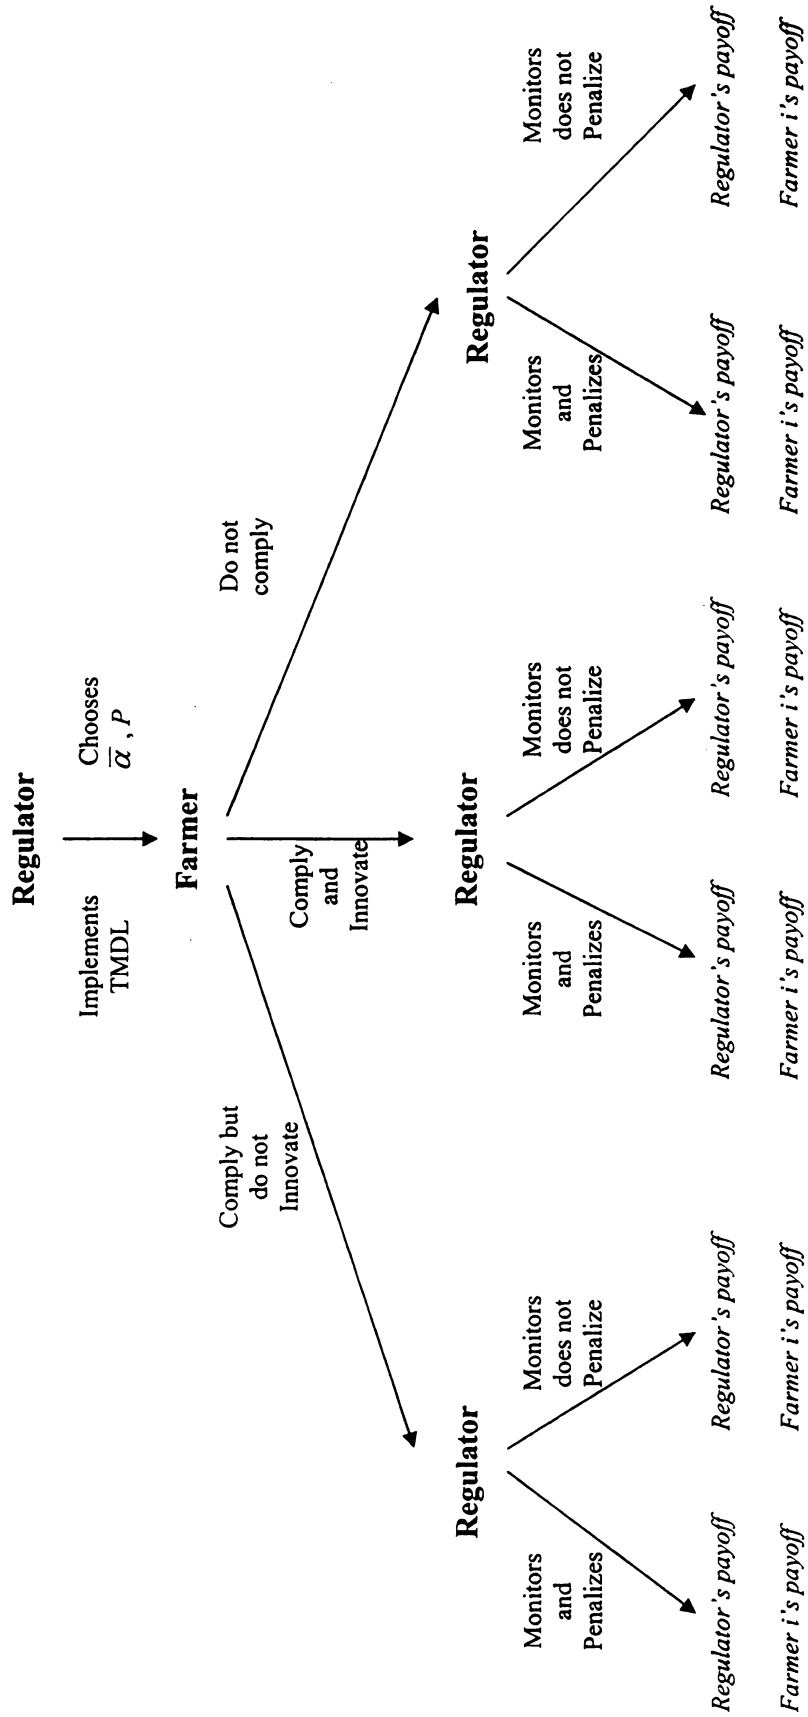 Regulator
Implements
TMDL
Chooses
α̅ , P
Farmer
Comply but
do not
Innovate
Comply
and
Innovate
Do not
comply
Regulator
Regulator
Regulator
Monitors
and
Penalizes
Monitors
does not
Penalize
Monitors
and
Penalizes
Monitors
does not
Penalize
Monitors
and
Penalizes
Monitors
does not
Penalize
Regulator's payoff
Regulator's payoff
Regulator's payoff
Regulator's payoff
Regulator's payoff
Regulator's payoff
Farmer i's payoff
Farmer i's payoff
Farmer i's payoff
Farmer i's payoff
Farmer i's payoff
Farmer i's payoff